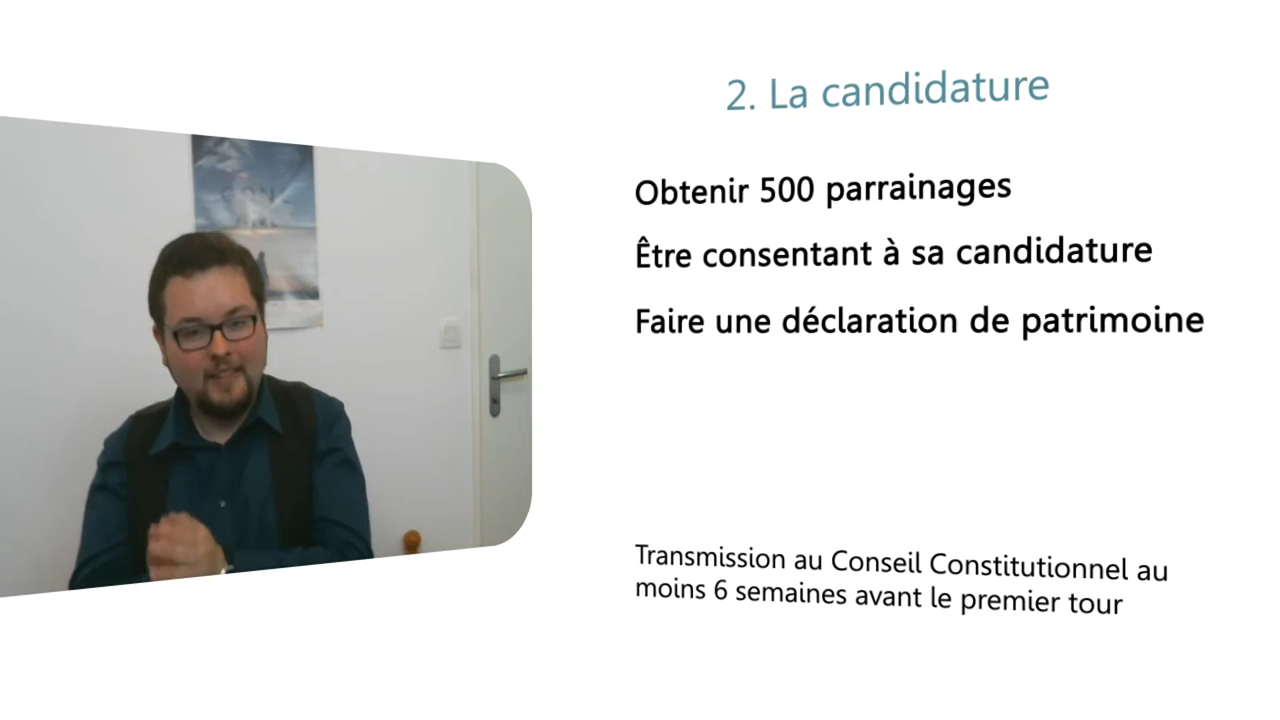 2. La candidature
Obtenir 500 parrainages
Être consentant à sa candidature
Faire une déclaration de patrimoine
Transmission au Conseil Constitutionnel au
moins 6 semaines avant le premier tour